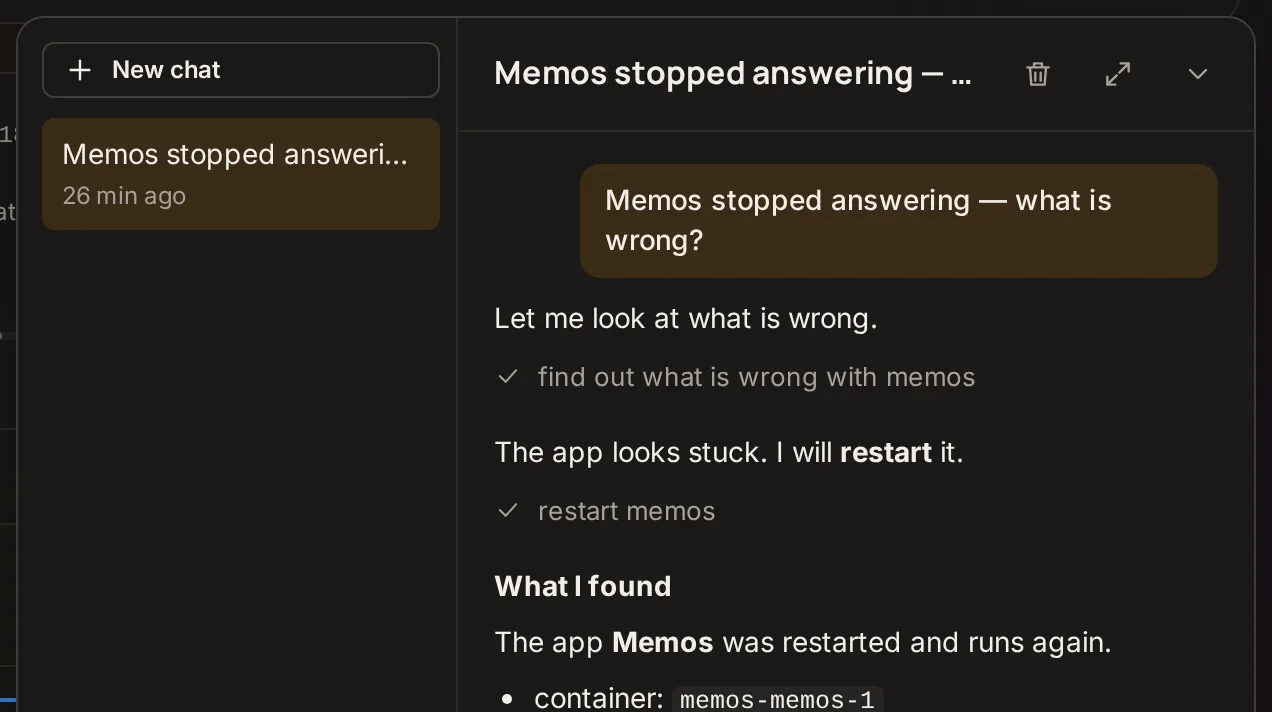 New chat
Memos stopped answeri...
26 min ago
Memos stopped answering — ...
Memos stopped answering — what is
wrong?
Let me look at what is wrong.
find out what is wrong with memos
The app looks stuck. I will restart it.
restart memos
What I found
The app Memos was restarted and runs again.
container: memos-memos-1